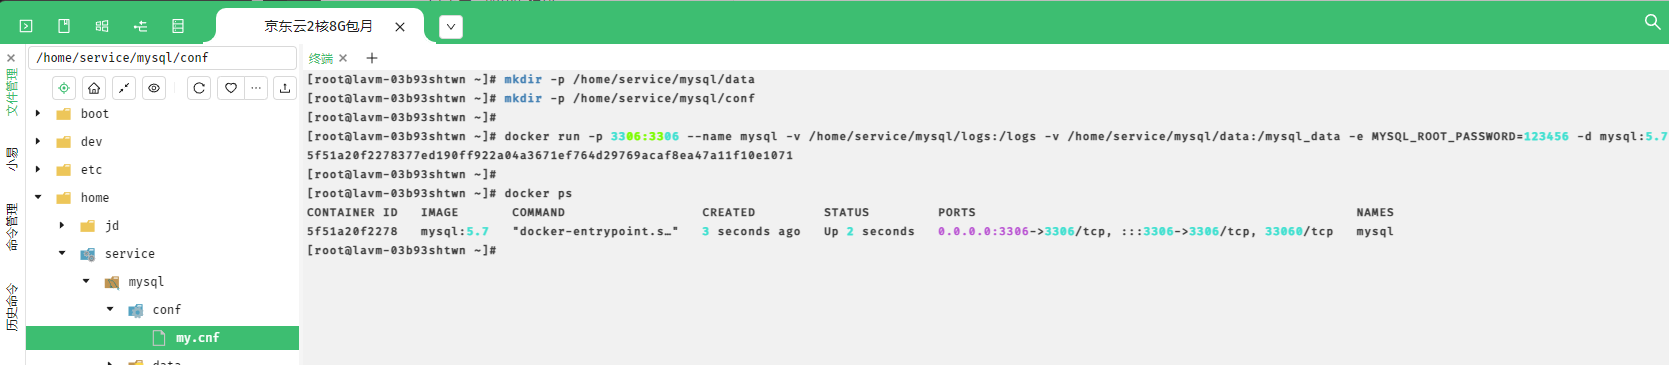 京东云2核8G包月
/home/service/mysql/conf
文件管理
小易
命令管理
历史命令
boot
dev
etc
home
jd
service
mysql
conf
my.cnf
data
终端
[root@lavm-03b93shtwn ~]# mkdir -p /home/service/mysql/data
[root@lavm-03b93shtwn ~]# mkdir -p /home/service/mysql/conf
[root@lavm-03b93shtwn ~]#
[root@lavm-03b93shtwn ~]# docker run -p 3306:3306 --name mysql -v /home/service/mysql/logs:/logs -v /home/service/mysql/data:/mysql_data -e MYSQL_ROOT_PASSWORD=123456 -d mysql:5.7
5f51a20f2278377ed190ff922a04a3671ef764d29769acaf8ea47a11f10e1071
[root@lavm-03b93shtwn ~]#
[root@lavm-03b93shtwn ~]# docker ps
CONTAINER ID IMAGE COMMAND CREATED STATUS PORTS NAMES
5f51a20f2278 mysql:5.7 "docker-entrypoint.s…" 3 seconds ago Up 2 seconds 0.0.0.0:3306->3306/tcp, :::3306->3306/tcp, 33060/tcp mysql
[root@lavm-03b93shtwn ~]#